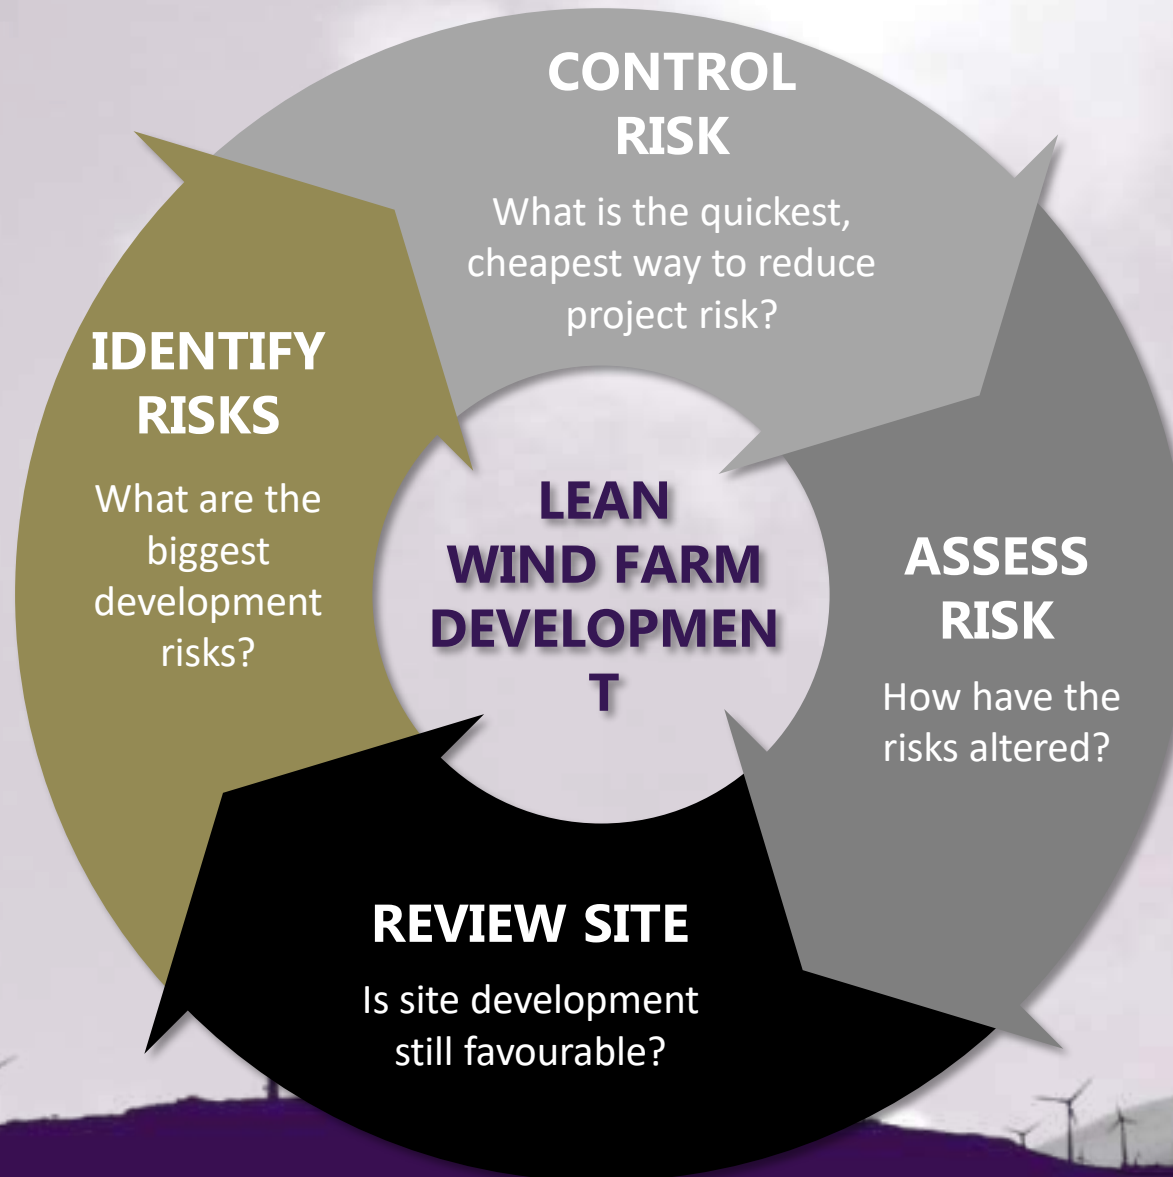 CONTROL
RISK
What is the quickest,
cheapest way to reduce
project risk?
IDENTIFY
RISKS
What are the
biggest
development
risks?
LEAN
WIND FARM
DEVELOPMEN
T
ASSESS
RISK
How have the
risks altered?
REVIEW SITE
Is site development
still favourable?